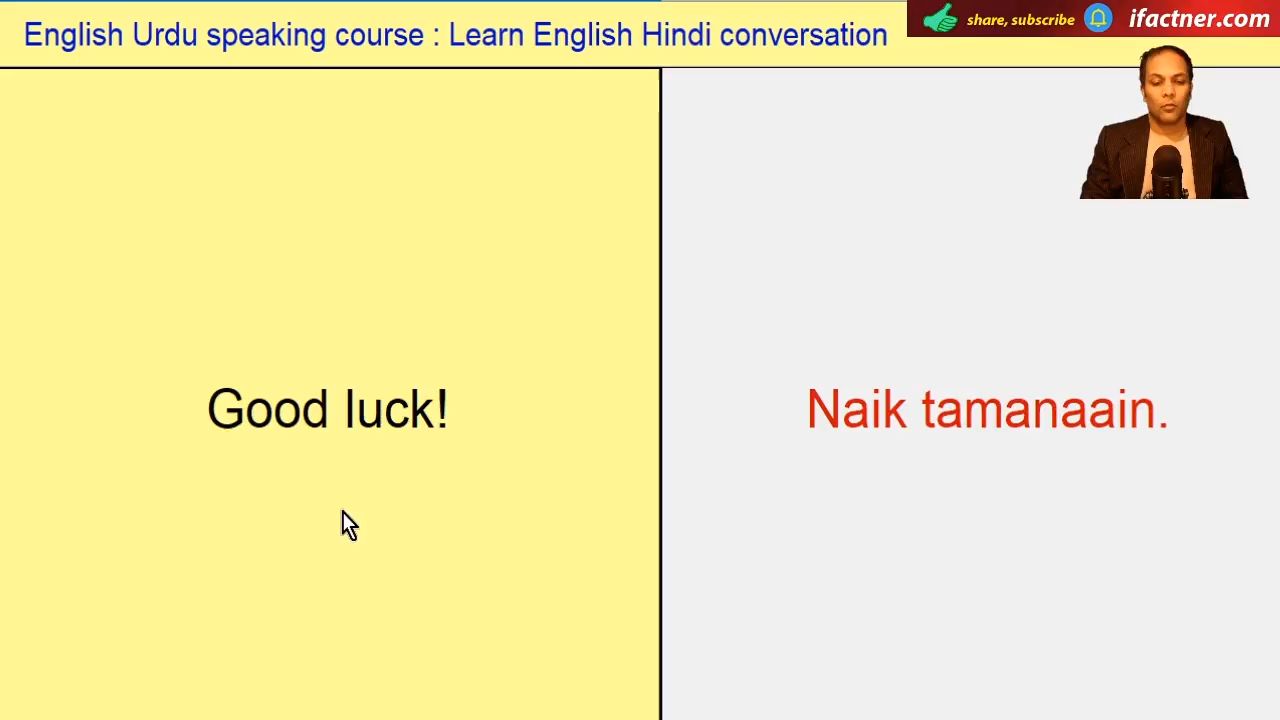 English Urdu speaking course : Learn English Hindi conversation
share, subscribe
ifactner.com
Good luck!
Naik tamanaain.